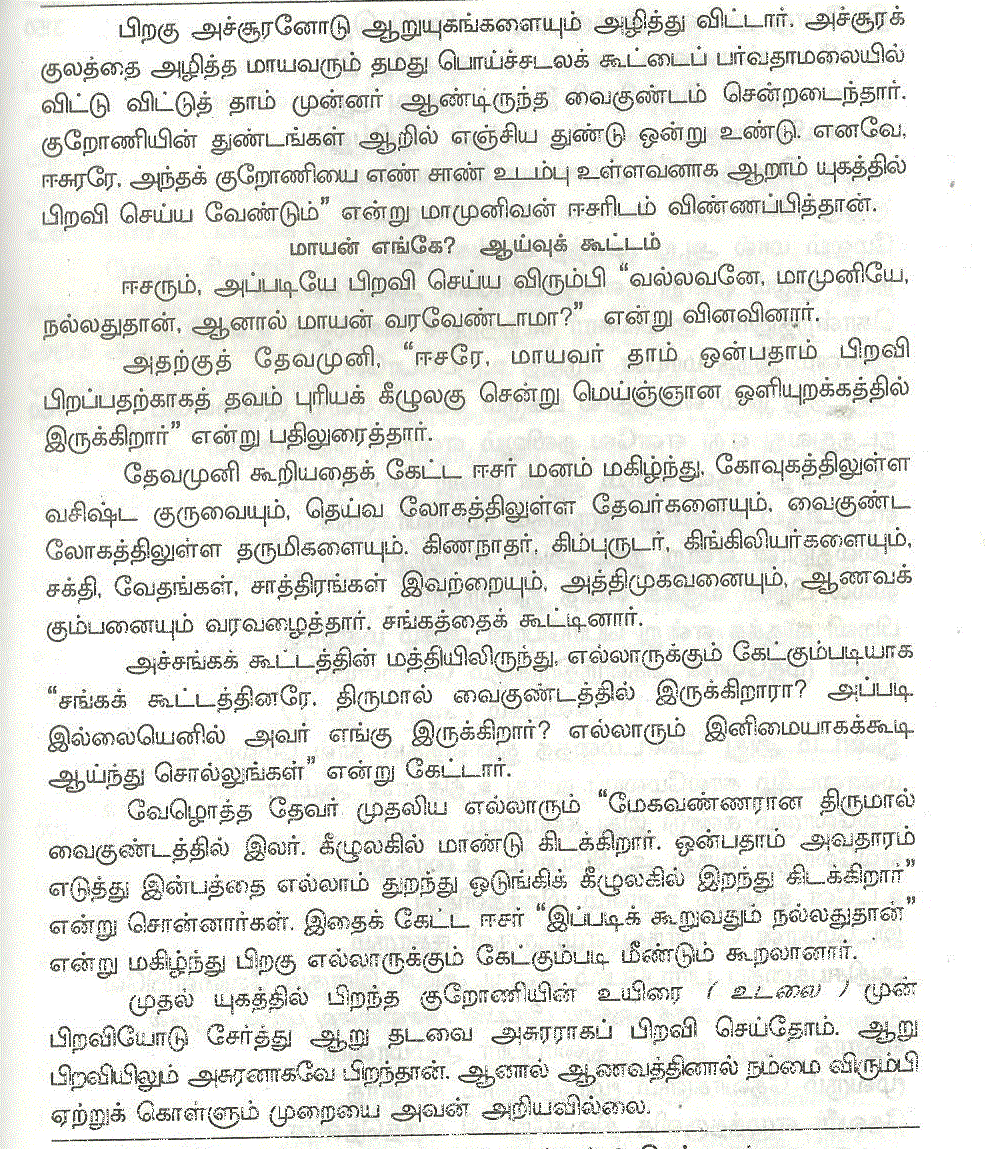 பிறகு அச்சூரனோடு ஆறுயுகங்களையும் அழித்து விட்டார். அச்சூரக்
குலத்தை அழித்த மாயவரும் தமது பொய்ச்சடலக் கூட்டைப் பர்வதாமலையில்
விட்டு விட்டுத் தாம் முன்னர் ஆண்டிருந்த வைகுண்டம் சென்றடைந்தார்.
குறோணியின் துண்டங்கள் ஆறில் எஞ்சிய துண்டு ஒன்று உண்டு. எனவே,
ஈசுரரே, அந்தக் குறோணியை எண் சாண் உடம்பு உள்ளவனாக ஆறாம் யுகத்தில்
பிறவி செய்ய வேண்டும்” என்று மாமுனிவன் ஈசரிடம் விண்ணப்பித்தான்.
மாயன் எங்கே? ஆய்வுக் கூட்டம்
ஈசரும், அப்படியே பிறவி செய்ய விரும்பி “வல்லவனே, மாமுனியே,
நல்லதுதான், ஆனால் மாயன் வரவேண்டாமா?” என்று வினவினார்.
அதற்குத் தேவமுனி, “ஈசரே, மாயவர் தாம் ஒன்பதாம் பிறவி
பிறப்பதற்காகத் தவம் புரியக் கீழுலகு சென்று மெய்ஞ்ஞான ஒளியுறக்கத்தில்
இருக்கிறார்” என்று பதிலுரைத்தார்.
தேவமுனி கூறியதைக் கேட்ட ஈசர் மனம் மகிழ்ந்து, கோவுகத்திலுள்ள
வசிஷ்ட குருவையும், தெய்வ லோகத்திலுள்ள தேவர்களையும், வைகுண்ட
லோகத்திலுள்ள தருமிகளையும். கிணநாதர், கிம்புருடர், கிங்கிலியர்களையும்,
சக்தி, வேதங்கள், சாத்திரங்கள் இவற்றையும், அத்திமுகவனையும், ஆணவக்
கும்பனையும் வரவழைத்தார். சங்கத்தைக் கூட்டினார்.
அச்சங்கக் கூட்டத்தின் மத்தியிலிருந்து, எல்லாருக்கும் கேட்கும்படியாக
“சங்கக் கூட்டத்தினரே, திருமால் வைகுண்டத்தில் இருக்கிறாரா? அப்படி
இல்லையெனில் அவர் எங்கு இருக்கிறார்? எல்லாரும் இனிமையாகக்கூடி
ஆய்ந்து சொல்லுங்கள்” என்று கேட்டார்.
வேழொத்த தேவர் முதலிய எல்லாரும் “மேகவண்ணரான திருமால்
வைகுண்டத்தில் இலர். கீழுலகில் மாண்டு கிடக்கிறார். ஒன்பதாம் அவதாரம்
எடுத்து இன்பத்தை எல்லாம் துறந்து ஒடுங்கிக் கீழுலகில் இறந்து கிடக்கிறார்”
என்று சொன்னார்கள். இதைக் கேட்ட ஈசர் “இப்படிக் கூறுவதும் நல்லதுதான்”
என்று மகிழ்ந்து பிறகு எல்லாருக்கும் கேட்கும்படி மீண்டும் கூறலானார்.
முதல் யுகத்தில் பிறந்த குறோணியின் உயிரை ( உடலை ) முன்
பிறவியோடு சேர்த்து ஆறு தடவை அசுரராகப் பிறவி செய்தோம். ஆறு
பிறவியிலும் அசுரனாகவே பிறந்தான். ஆனால் ஆணவத்தினால் நம்மை விரும்பி
ஏற்றுக் கொள்ளும் முறையை அவன் அறியவில்லை.